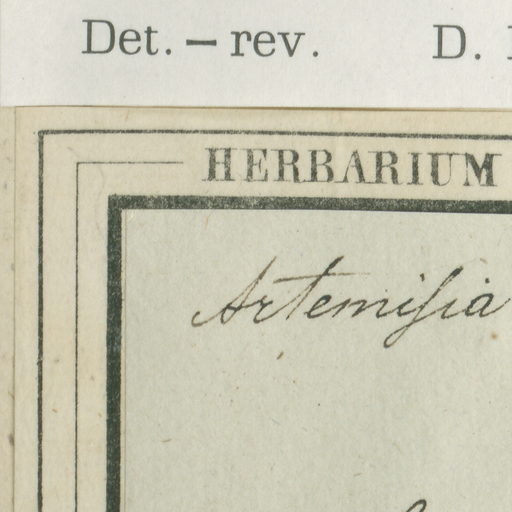 Det. – rev. D.
HERBARIUM
Artemisia